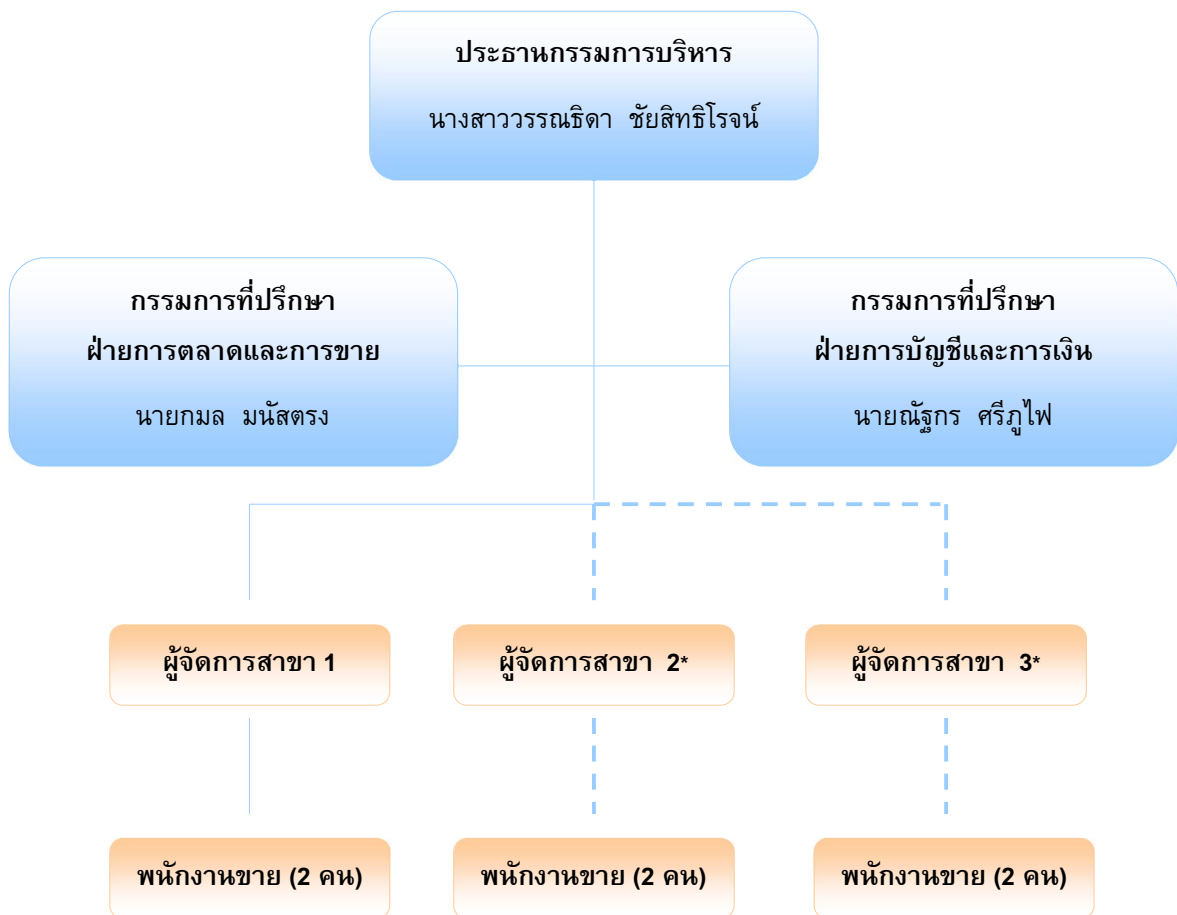 ประธานกรรมการบริหาร
นางสาววรรณธิดา ชัยสิทธิโรจน์
กรรมการที่ปรึกษา
ฝ่ายการตลาดและการขาย
นายกมล มนัสตรง
กรรมการที่ปรึกษา
ฝ่ายการบัญชีและการเงิน
นายณัฐกร ศรีภูไฟ
ผู้จัดการสาขา 1
ผู้จัดการสาขา 2*
ผู้จัดการสาขา 3*
พนักงานขาย (2 คน)
พนักงานขาย (2 คน)
พนักงานขาย (2 คน)